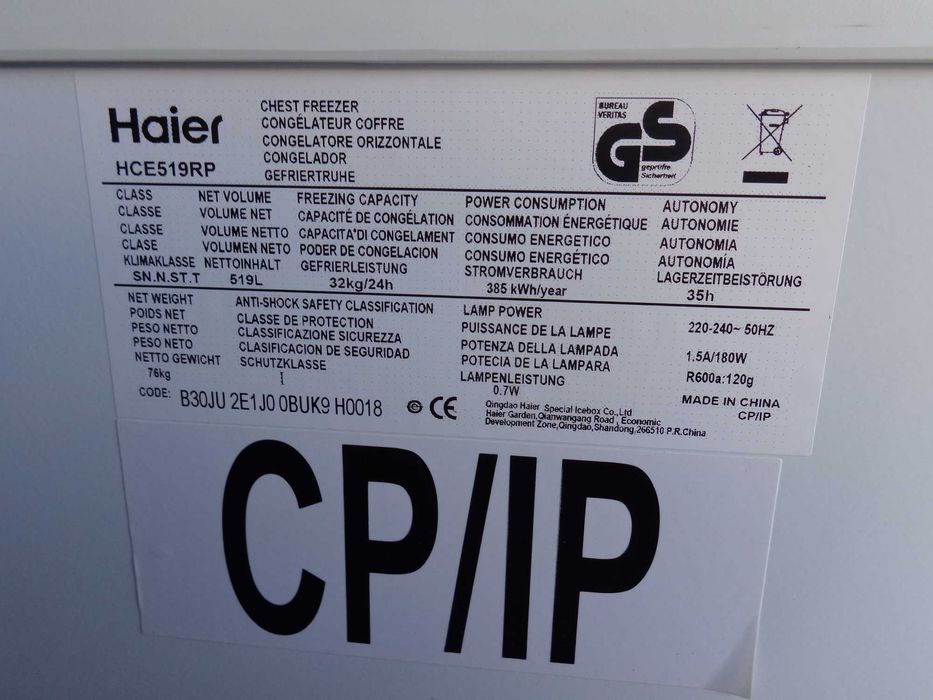 Haier
HCE519RP
CHEST FREEZER
CONGÉLATEUR COFFRE
CONGELATORE ORIZZONTALE
CONGELADOR
GEFRIERTRUHE
BUREAU
VERITAS
GS
geprüfte
Sicherheit
CLASS NET VOLUME FREEZING CAPACITY POWER CONSUMPTION AUTONOMY
CLASSE VOLUME NET CAPACITÉ DE CONGÉLATION CONSOMMATION ÉNERGÉTIQUE AUTONOMIE
CLASSE VOLUME NETTO CAPACITA'DI CONGELAMENT CONSUMO ENERGETICO AUTONOMIA
CLASE VOLUMEN NETO PODER DE CONGELACION CONSUMO ENERGÉTICO AUTONOMÍA
KLIMAKLASSE NETTOINHALT GEFRIERLEISTUNG STROMVERBRAUCH LAGERZEITBEISTÖRUNG
SN.N.ST.T 519L 32kg/24h 385 kWh/year 35h
NET WEIGHT ANTI-SHOCK SAFETY CLASSIFICATION LAMP POWER
POIDS NET CLASSE DE PROTECTION PUISSANCE DE LA LAMPE 220-240~ 50HZ
PESO NETTO CLASSIFICAZIONE SICUREZZA POTENZA DELLA LAMPADA 1.5A/180W
PESO NETO CLASIFICACION DE SEGURIDAD POTECIA DE LA LAMPARA
NETTO GEWICHT SCHUTZKLASSE LAMPENLEISTUNG R600a:120g
76kg I 0.7W
MADE IN CHINA
CP/IP
CODE: B30JU 2E1J0 0BUK9 H0018 CE
Qingdao Haier Special Icebox Co.,Ltd
Haier Garden,Qianwangang Road , Economic
Development Zone,Qingdao,Shandong,266510 P.R.China
CP/IP